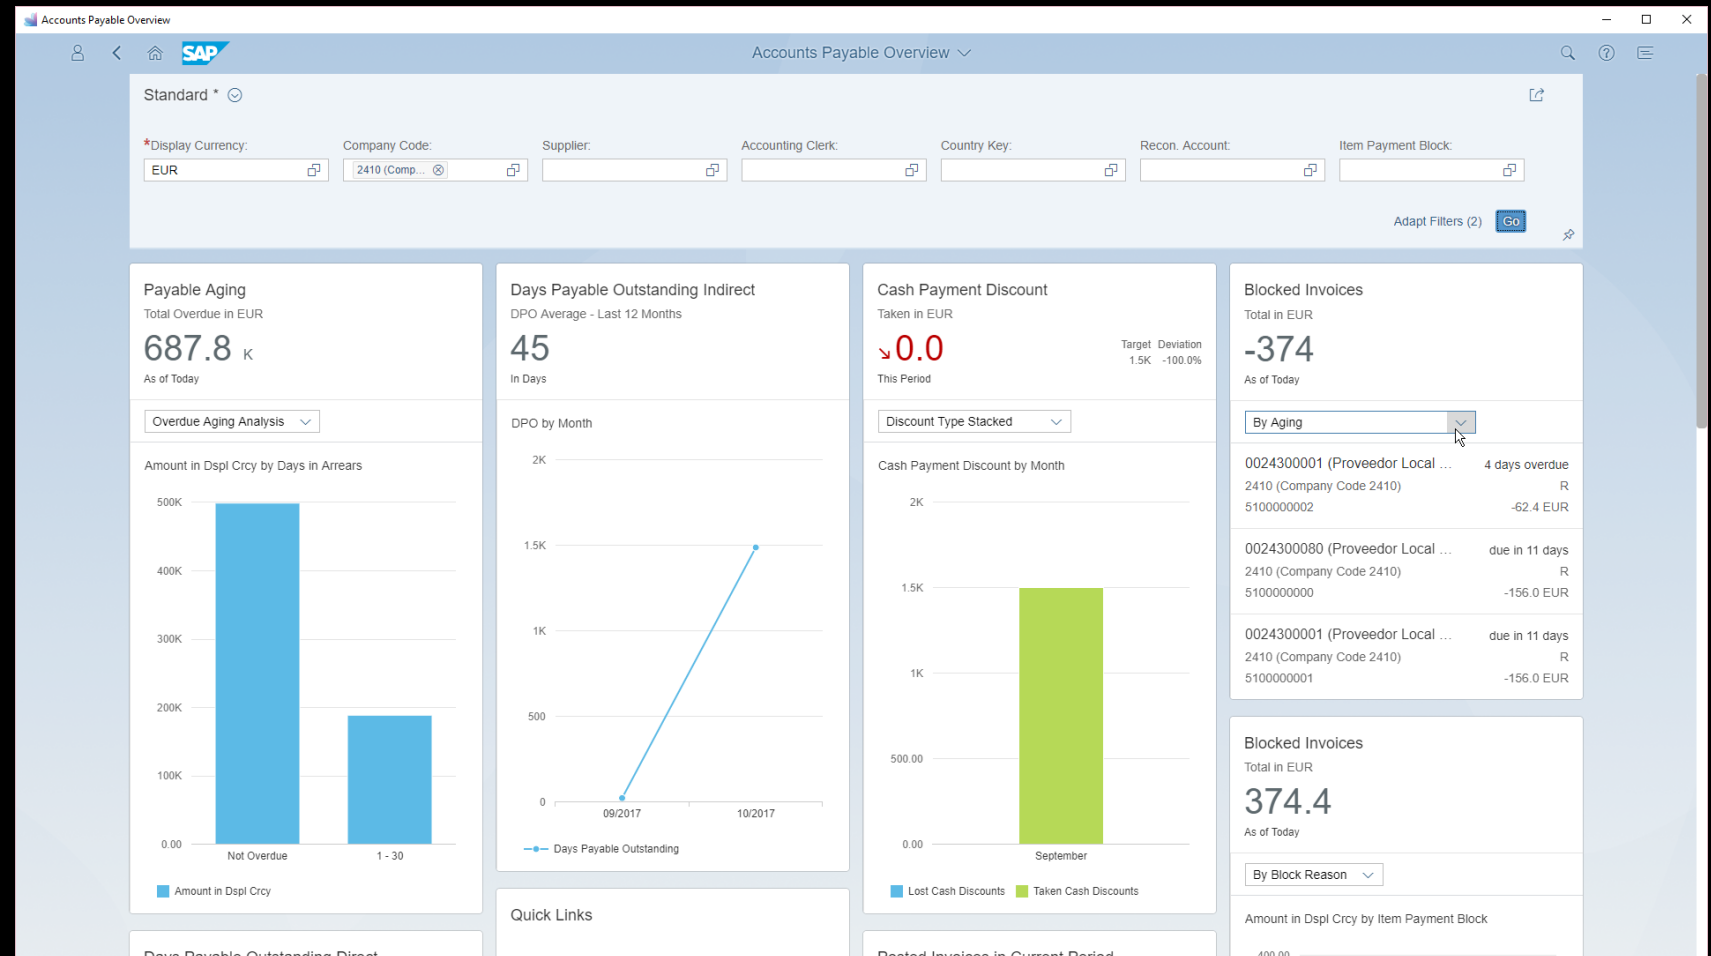 Accounts Payable Overview
SAP
Accounts Payable Overview
Standard *
*Display Currency:
EUR
Company Code:
2410 (Comp...
Supplier:
Accounting Clerk:
Country Key:
Recon. Account:
Item Payment Block:
Adapt Filters (2)
Go
Payable Aging
Total Overdue in EUR
687.8 K
As of Today
Overdue Aging Analysis
Amount in Dspl Crcy by Days in Arrears
500K
400K
300K
200K
100K
0.00
Not Overdue
1 - 30
Amount in Dspl Crcy
Days Payable Outstanding Indirect
DPO Average - Last 12 Months
45
In Days
DPO by Month
2K
1.5K
1K
500
0
09/2017
10/2017
Days Payable Outstanding
Quick Links
Cash Payment Discount
Taken in EUR
0.0
Target Deviation
1.5K -100.0%
This Period
Discount Type Stacked
Cash Payment Discount by Month
2K
1.5K
1K
500.00
0.00
September
Lost Cash Discounts
Taken Cash Discounts
Blocked Invoices
Total in EUR
-374
As of Today
By Aging
0024300001 (Proveedor Local ... 4 days overdue
2410 (Company Code 2410) R
5100000002 -62.4 EUR
0024300080 (Proveedor Local ... due in 11 days
2410 (Company Code 2410) R
5100000000 -156.0 EUR
0024300001 (Proveedor Local ... due in 11 days
2410 (Company Code 2410) R
5100000001 -156.0 EUR
Blocked Invoices
Total in EUR
374.4
As of Today
By Block Reason
Amount in Dspl Crcy by Item Payment Block
400.00
Days Payable Outstanding Direct
Posted Invoices in Current Period